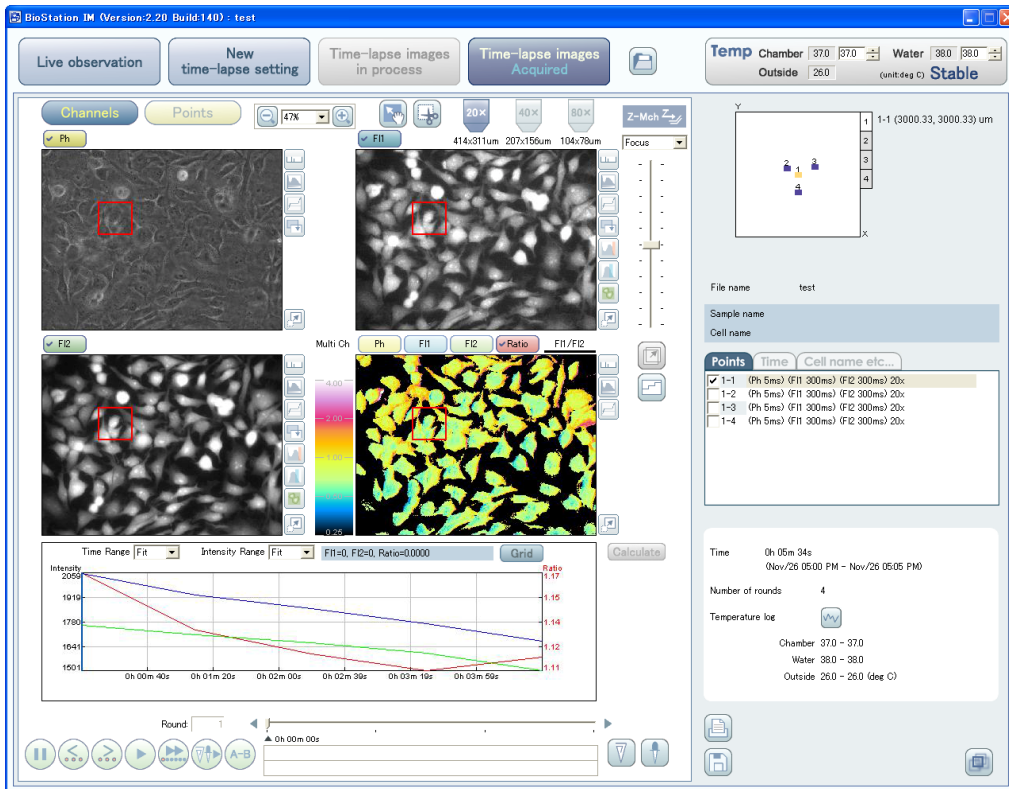 BioStation IM (Version:2.20 Build:140) : test
Live observation
New
time-lapse setting
Time-lapse images
in process
Time-lapse images
Acquired
Temp Chamber 37.0 37.0 Water 38.0 38.0
Outside 26.0 (unit:deg C) Stable
Channels Points 47% 20× 40× 80× Z-Mch Z
414x311um 207x156um 104x78um
Ph
Fl1
Focus
Fl2
Multi Ch Ph Fl1 Fl2 Ratio Fl1/Fl2
4.00
2.00
1.00
0.25
Time Range Fit Intensity Range Fit Fl1=0, Fl2=0, Ratio=0.0000 Grid Calculate
Intensity Ratio
2059 1.17
1919 1.15
1780 1.14
1641 1.12
1501 1.11
0h 00m 40s 0h 01m 20s 0h 02m 00s 0h 02m 39s 0h 03m 19s 0h 03m 59s
Round: 1
0h 00m 00s
A-B
Y
1 1-1 (3000.33, 3000.33) um
2
3
4
2 3
1
4
X
File name test
Sample name
Cell name
Points Time Cell name etc...
1-1 (Ph 5ms) (Fl1 300ms) (Fl2 300ms) 20x
1-2 (Ph 5ms) (Fl1 300ms) (Fl2 300ms) 20x
1-3 (Ph 5ms) (Fl1 300ms) (Fl2 300ms) 20x
1-4 (Ph 5ms) (Fl1 300ms) (Fl2 300ms) 20x
Time 0h 05m 34s
(Nov/26 05:00 PM - Nov/26 05:05 PM)
Number of rounds 4
Temperature log
Chamber 37.0 - 37.0
Water 38.0 - 38.0
Outside 26.0 - 26.0 (deg C)